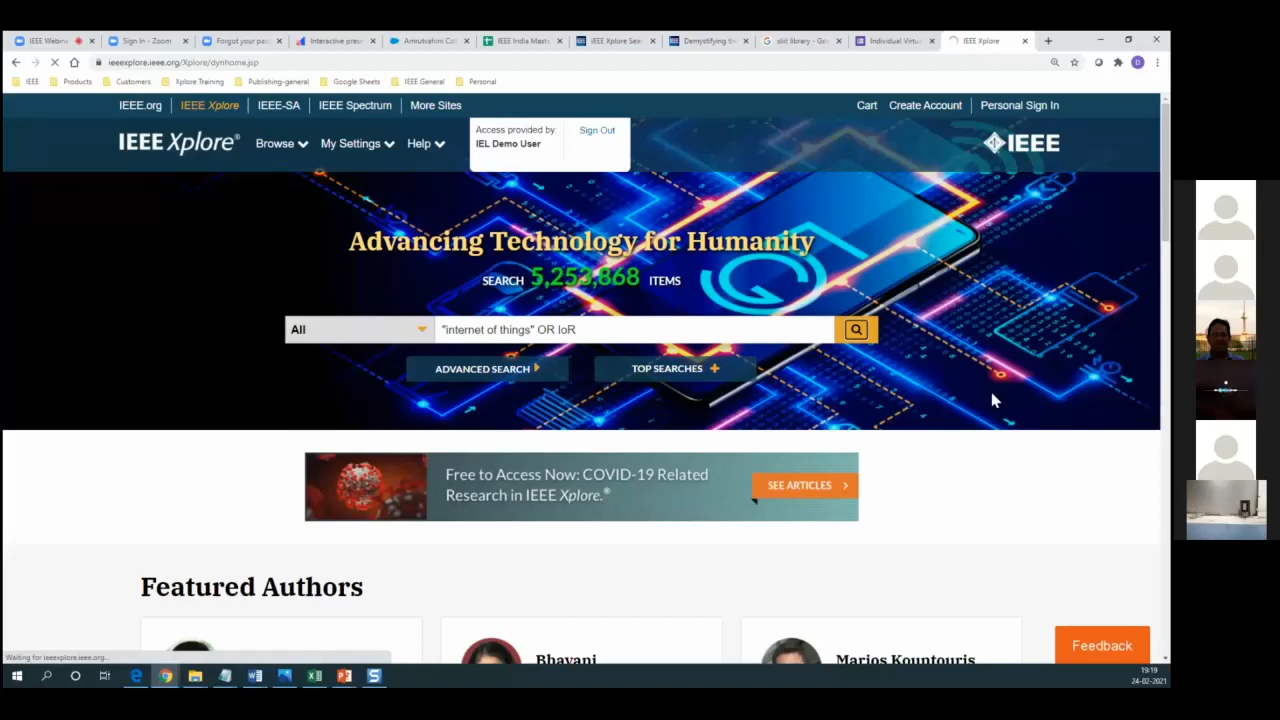 IEEE Webina
Sign In - Zoom
Forgot your pas
Interactive prese
Amrutvahini Col
IEEE India Maste
IEEE Xplore Sea
Demystifying th
sliit library - Goo
Individual Virtu
IEEE Xplore
ieeexplore.ieee.org/Xplore/dynhome.jsp
IEEE Products Customers Xplore Training Publishing-general Google Sheets IEEE General Personal
IEEE.org IEEE Xplore IEEE-SA IEEE Spectrum More Sites Cart Create Account Personal Sign In
IEEE Xplore® Browse My Settings Help
Access provided by: Sign Out
IEL Demo User
IEEE
Advancing Technology for Humanity
SEARCH 5,253,868 ITEMS
All "internet of things" OR IoR
ADVANCED SEARCH TOP SEARCHES
Free to Access Now: COVID-19 Related
Research in IEEE Xplore.®
SEE ARTICLES
Featured Authors
Bhavani
Marios Kountouris
Feedback
Waiting for ieeexplore.ieee.org...
19:19
24-02-2021